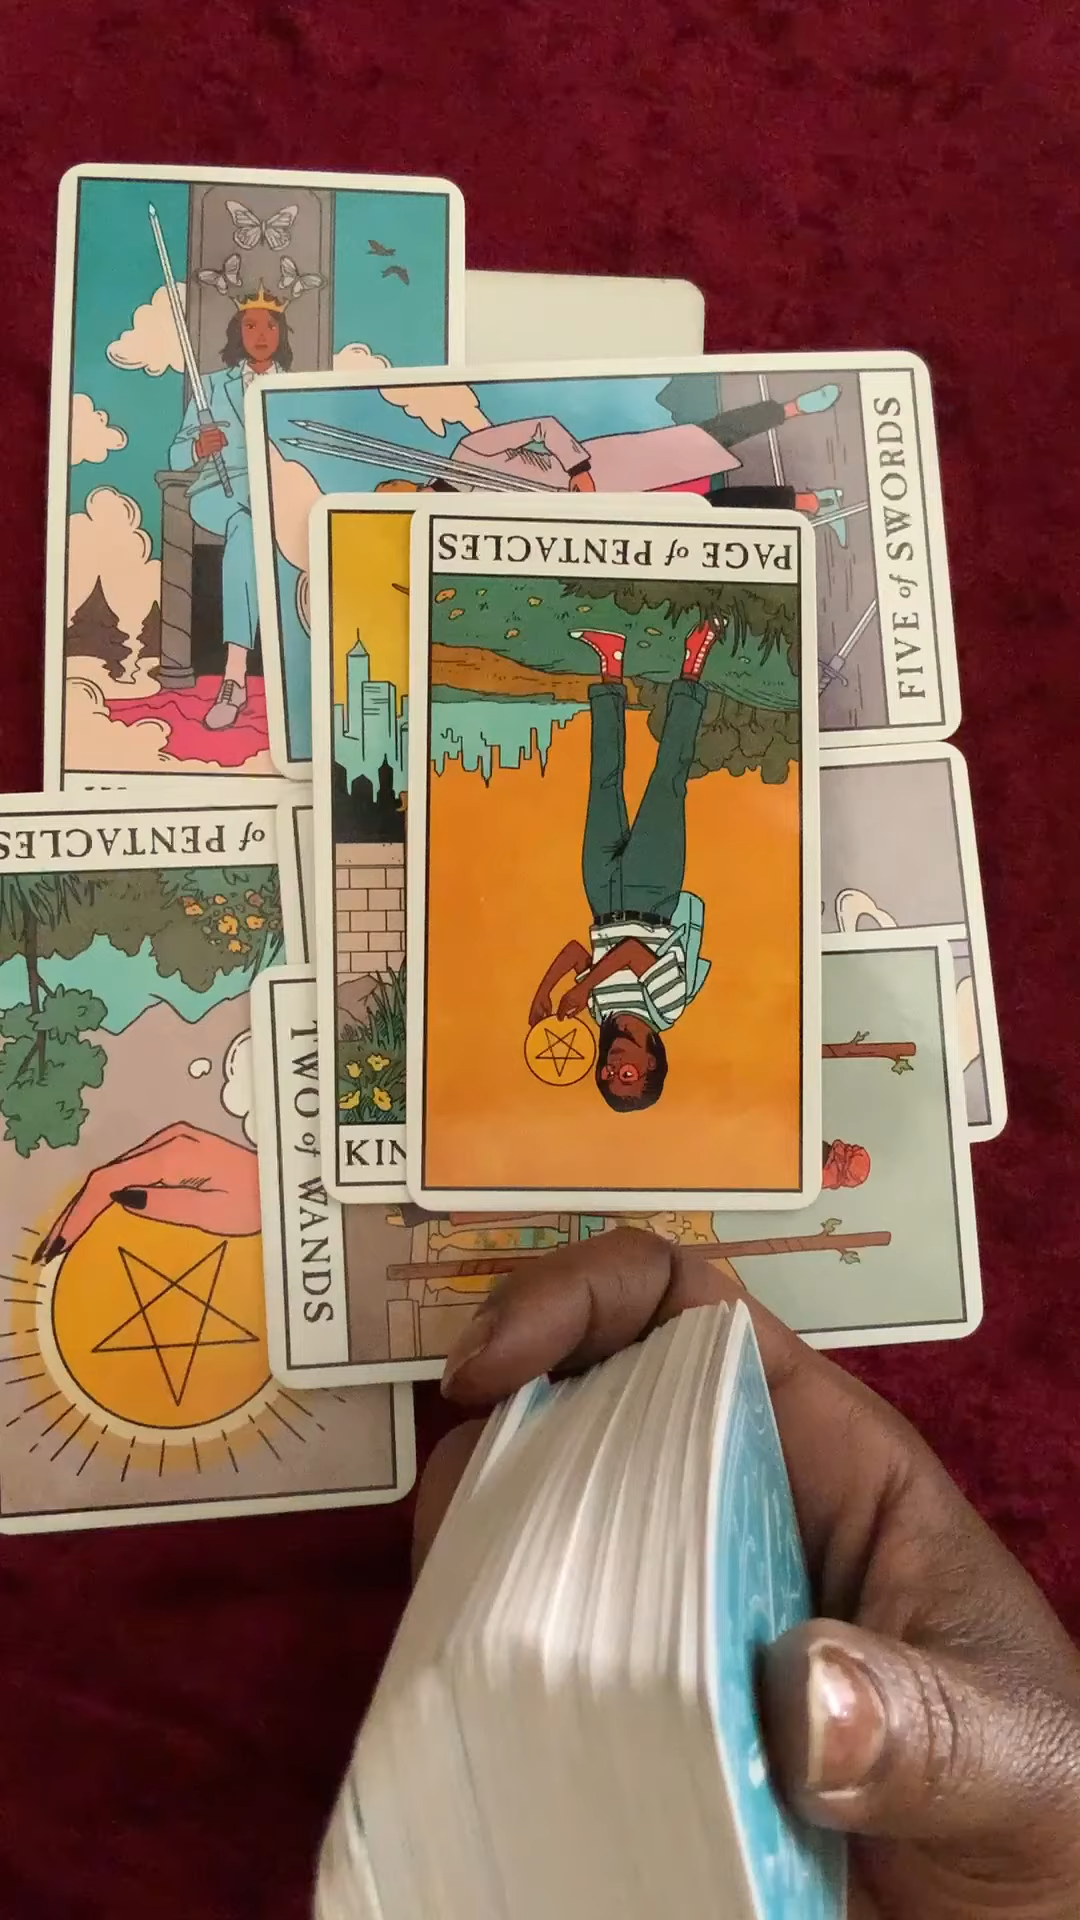 FIVE of SWORDS
PAGE of PENTACLES
of PENTACLES
TWO of WANDS
KIN